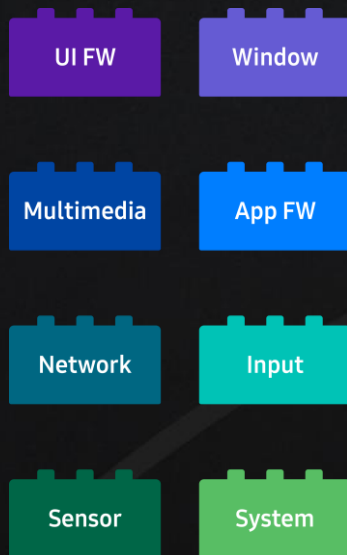 UI FW
Window
Multimedia
App FW
Network
Input
Sensor
System